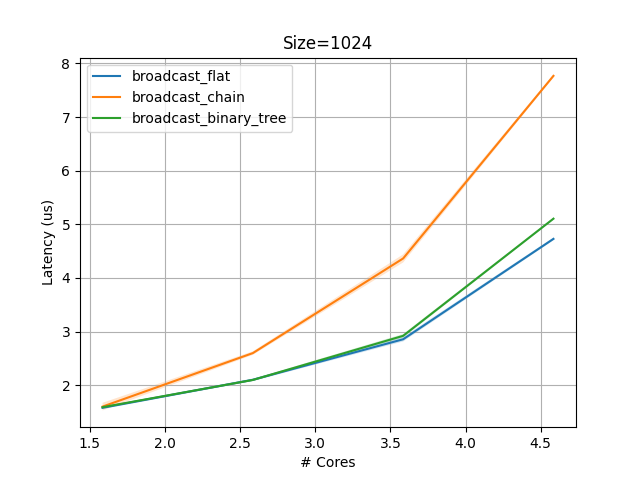 Size=1024
broadcast_flat
broadcast_chain
broadcast_binary_tree
Latency (us)
8
7
6
5
4
3
2
1.5 2.0 2.5 3.0 3.5 4.0 4.5
# Cores